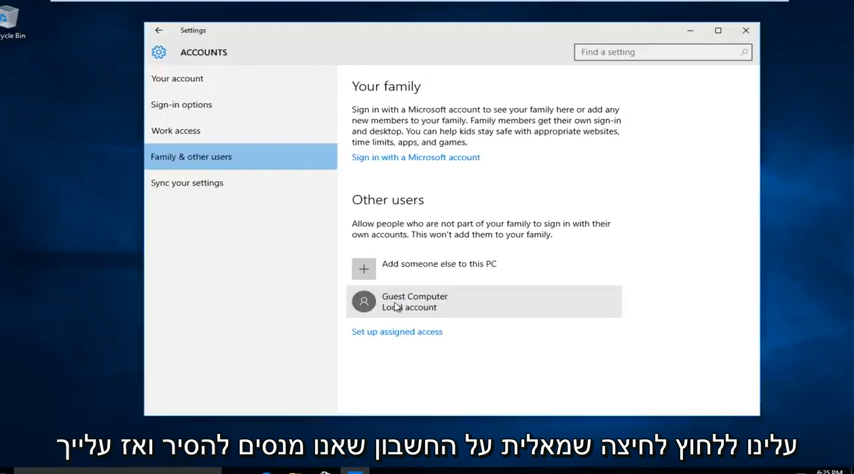 ycle Bin
Settings
ACCOUNTS
Find a setting
Your account
Sign-in options
Work access
Family & other users
Sync your settings
Your family
Sign in with a Microsoft account to see your family here or add any
new members to your family. Family members get their own sign-in
and desktop. You can help kids stay safe with appropriate websites,
time limits, apps, and games.
Sign in with a Microsoft account
Other users
Allow people who are not part of your family to sign in with their
own accounts. This won't add them to your family.
Add someone else to this PC
Guest Computer
Local account
Set up assigned access
עלינו ללחוץ לחיצה שמאלית על החשבון שאנו מנסים להסיר ואז עלייך
6:25 PM